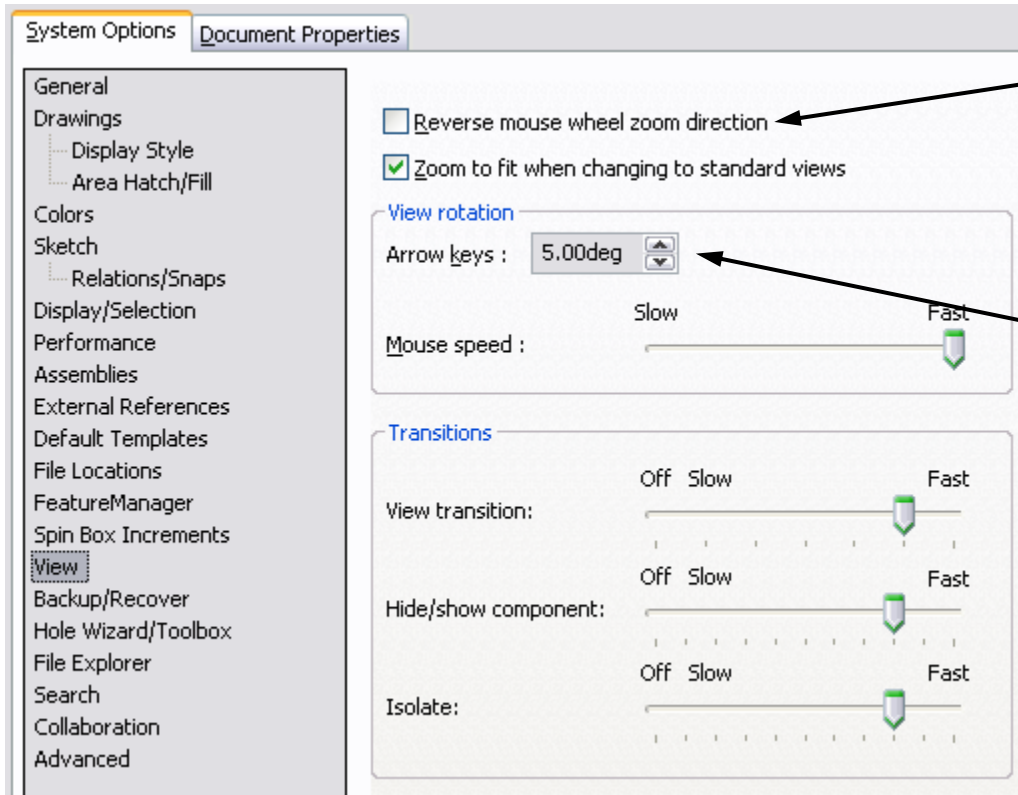 System Options
Document Properties
General
Drawings
Display Style
Area Hatch/Fill
Colors
Sketch
Relations/Snaps
Display/Selection
Performance
Assemblies
External References
Default Templates
File Locations
FeatureManager
Spin Box Increments
View
Backup/Recover
Hole Wizard/Toolbox
File Explorer
Search
Collaboration
Advanced
Reverse mouse wheel zoom direction
Zoom to fit when changing to standard views
View rotation
Arrow keys : 5.00deg
Slow Fast
Mouse speed :
Transitions
Off Slow Fast
View transition:
Off Slow Fast
Hide/show component:
Off Slow Fast
Isolate: